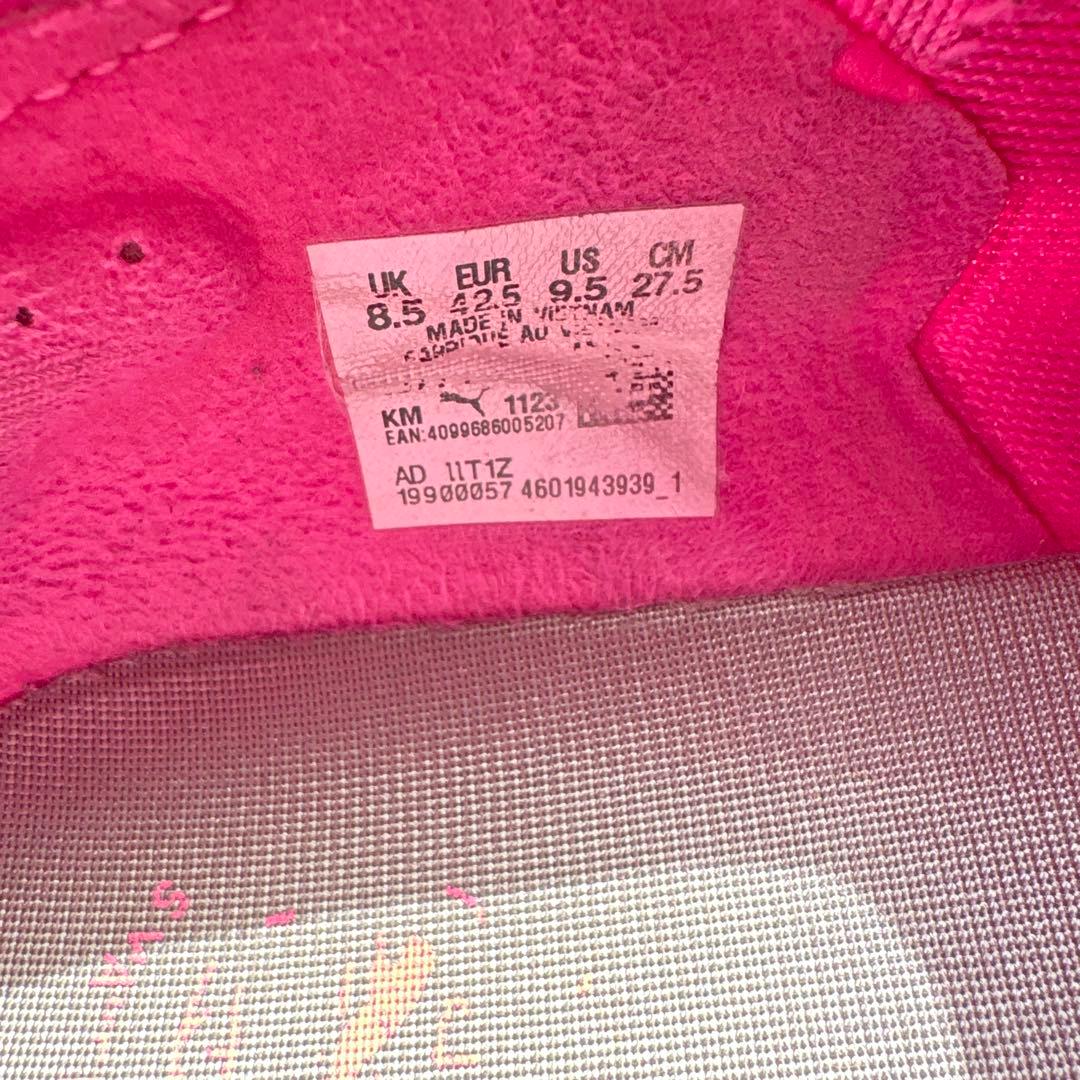 UK EUR US CM
8.5 42.5 9.5 27.5
MADE IN VIETNAM
AU
KM 1123
EAN:4099686005207
AD 11T1Z
19900057 4601943939_1